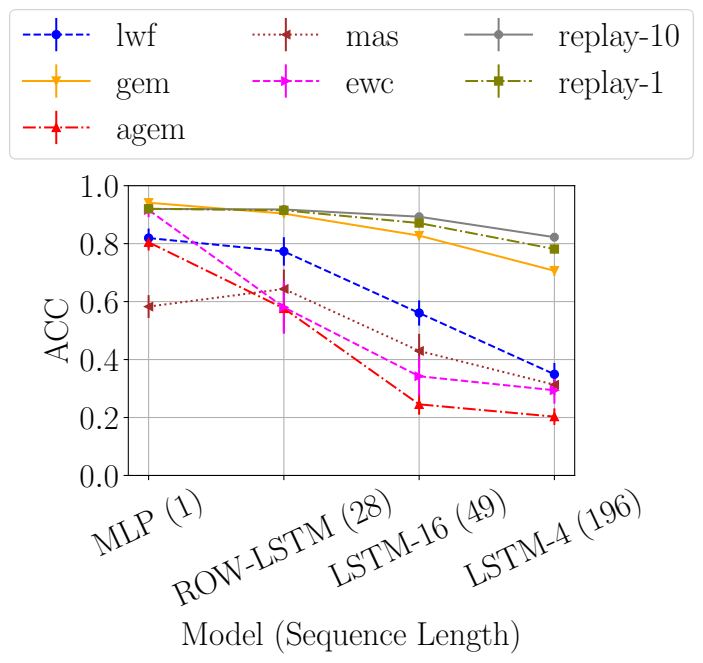 lwf mas replay-10
gem ewc replay-1
agem
1.0
0.8
0.6
0.4
0.2
0.0
ACC
MLP (1)
ROW-LSTM (28)
LSTM-16 (49)
LSTM-4 (196)
Model (Sequence Length)